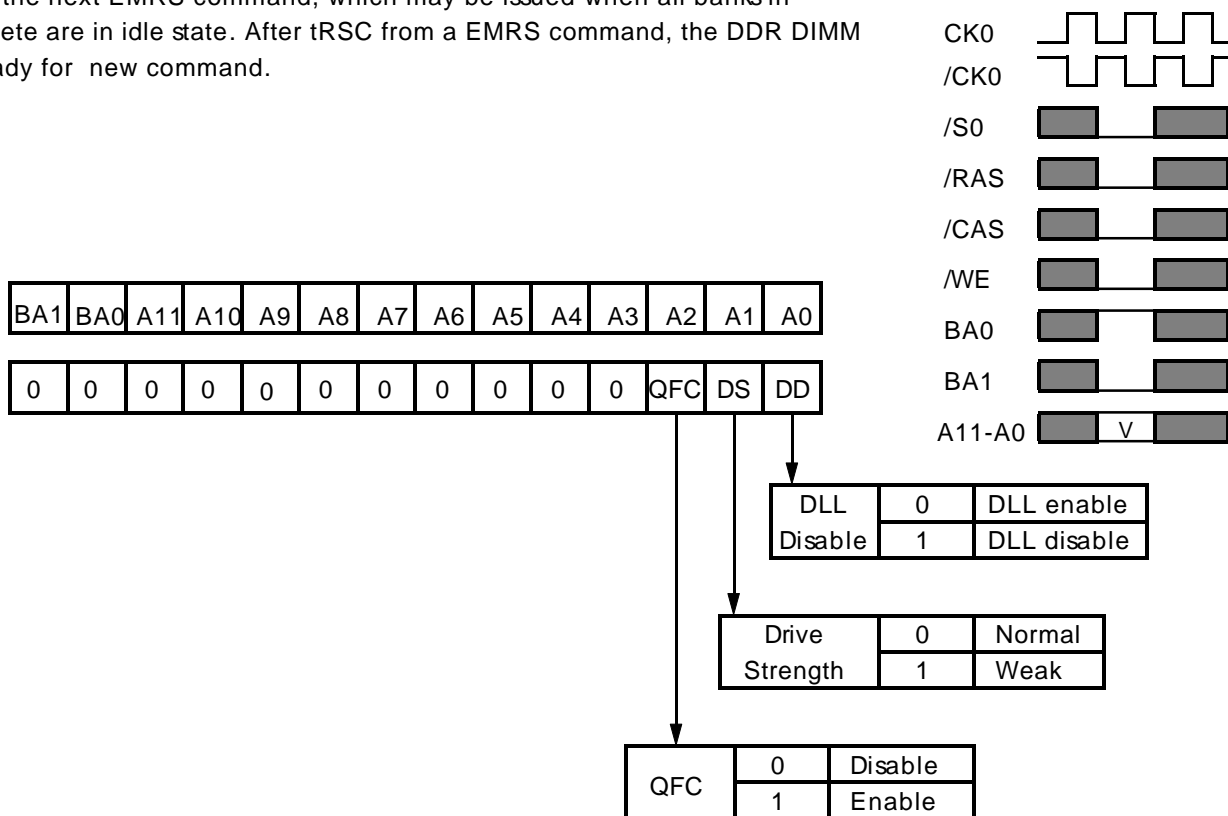 the next EMRS command, which may be issued when all banks in
ete are in idle state. After tRSC from a EMRS command, the DDR DIMM
ady for new command.
CK0
/CK0
/S0
/RAS
/CAS
/WE
BA0
BA1
A11-A0 V
BA1 BA0 A11 A10 A9 A8 A7 A6 A5 A4 A3 A2 A1 A0
0 0 0 0 0 0 0 0 0 0 0 QFC DS DD
DLL Disable
0 DLL enable
1 DLL disable
Drive Strength
0 Normal
1 Weak
QFC
0 Disable
1 Enable